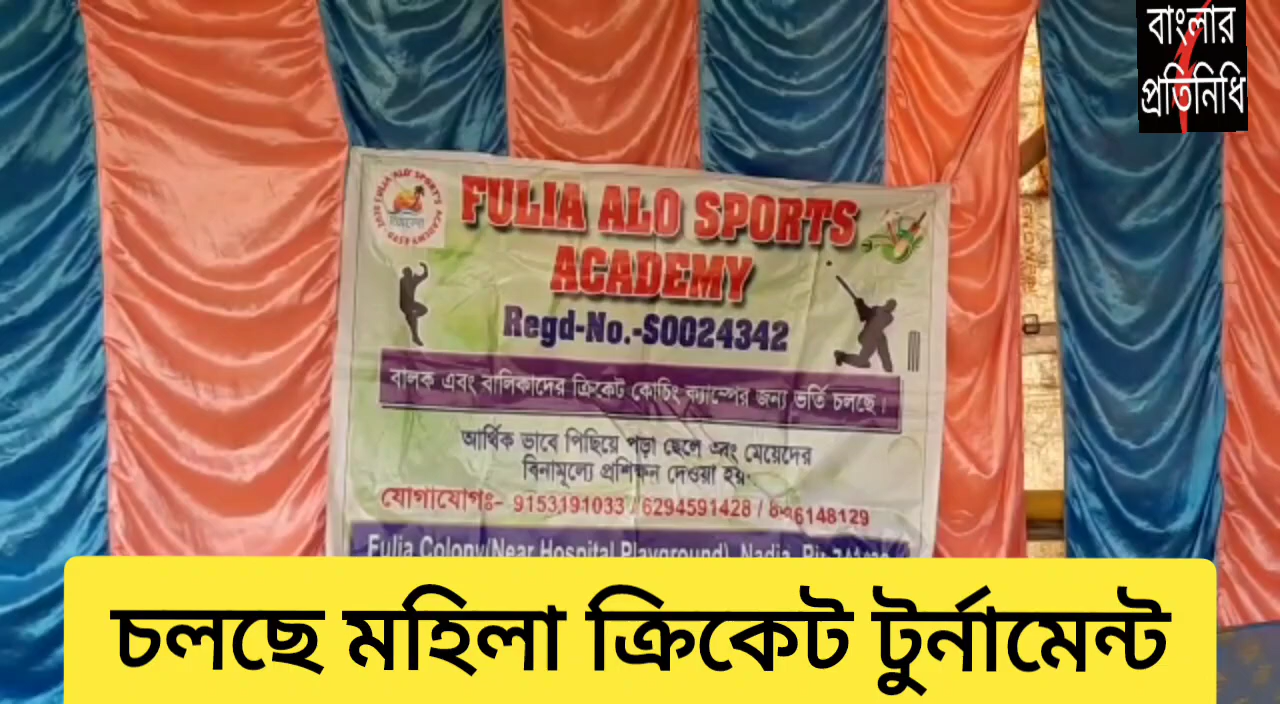 বাংলার
প্রতিনিধি
FULIA ALO SPORTS
ACADEMY
Regd-No.-S0024342
বালক এবং বালিকাদের ক্রিকেট কোচিং ক্যাম্পের জন্য ভর্তি চলছে।
আর্থিক ভাবে পিছিয়ে পড়া ছেলে এবং মেয়েদের
বিনামূল্যে প্রশিক্ষন দেওয়া হয়.
যোগাযোগঃ- 9153191033 / 6294591428 /
Fulia Colony(Near Hospital Playground), Nadia,
চলছে মহিলা ক্রিকেট টুর্নামেন্ট